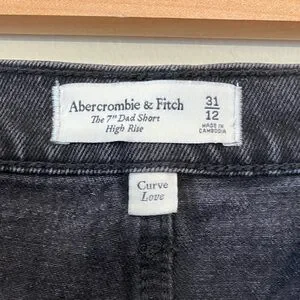 Abercrombie & Fitch
The 7" Dad Short
High Rise
31
12
MADE IN
CAMBODIA
Curve
Love